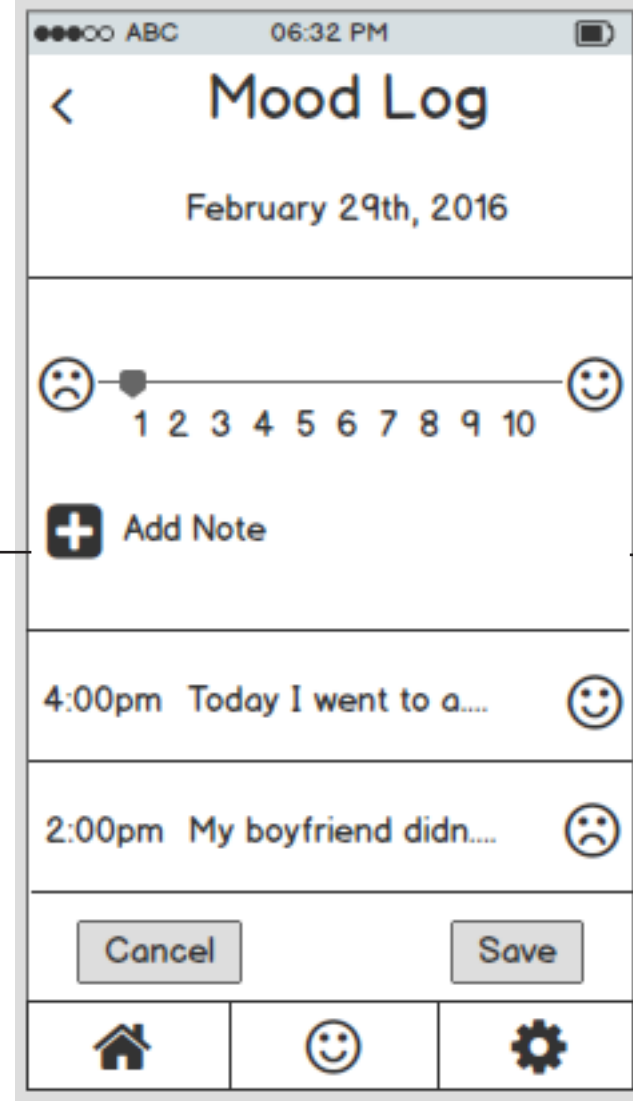 ABC 06:32 PM
Mood Log
February 29th, 2016
1 2 3 4 5 6 7 8 9 10
Add Note
4:00pm Today I went to a....
2:00pm My boyfriend didn....
Cancel Save